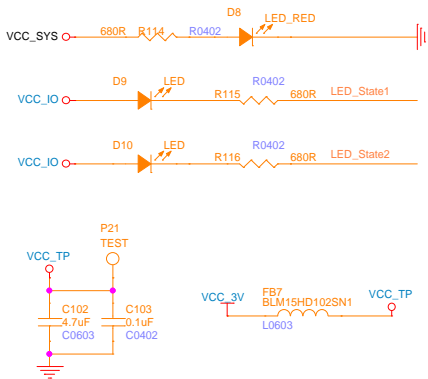 D8
LED_RED
VCC_SYS
680R
R114
R0402
D9
LED
R0402
VCC_IO
R115
680R
LED_State1
D10
LED
R0402
VCC_IO
R116
680R
LED_State2
P21
TEST
VCC_TP
C102
4.7uF
C0603
C103
0.1uF
C0402
FB7
BLM15HD102SN1
VCC_3V
VCC_TP
L0603